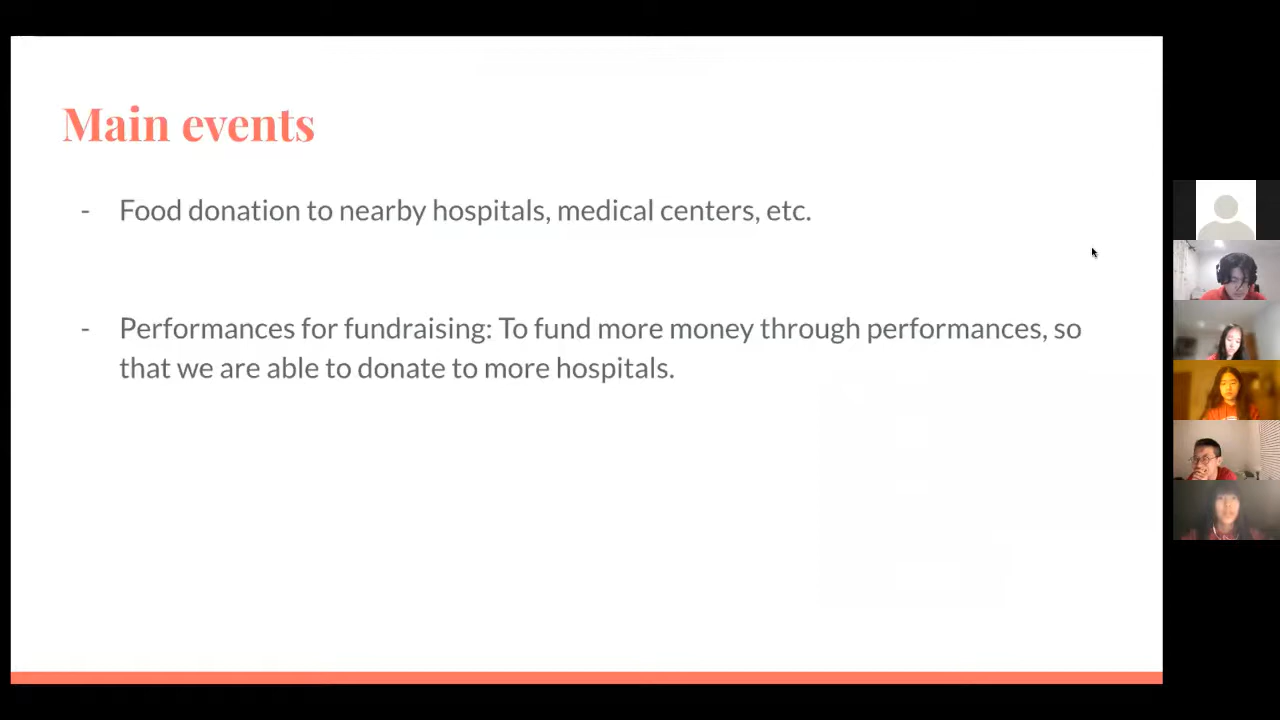 Main events
- Food donation to nearby hospitals, medical centers, etc.
- Performances for fundraising: To fund more money through performances, so
that we are able to donate to more hospitals.